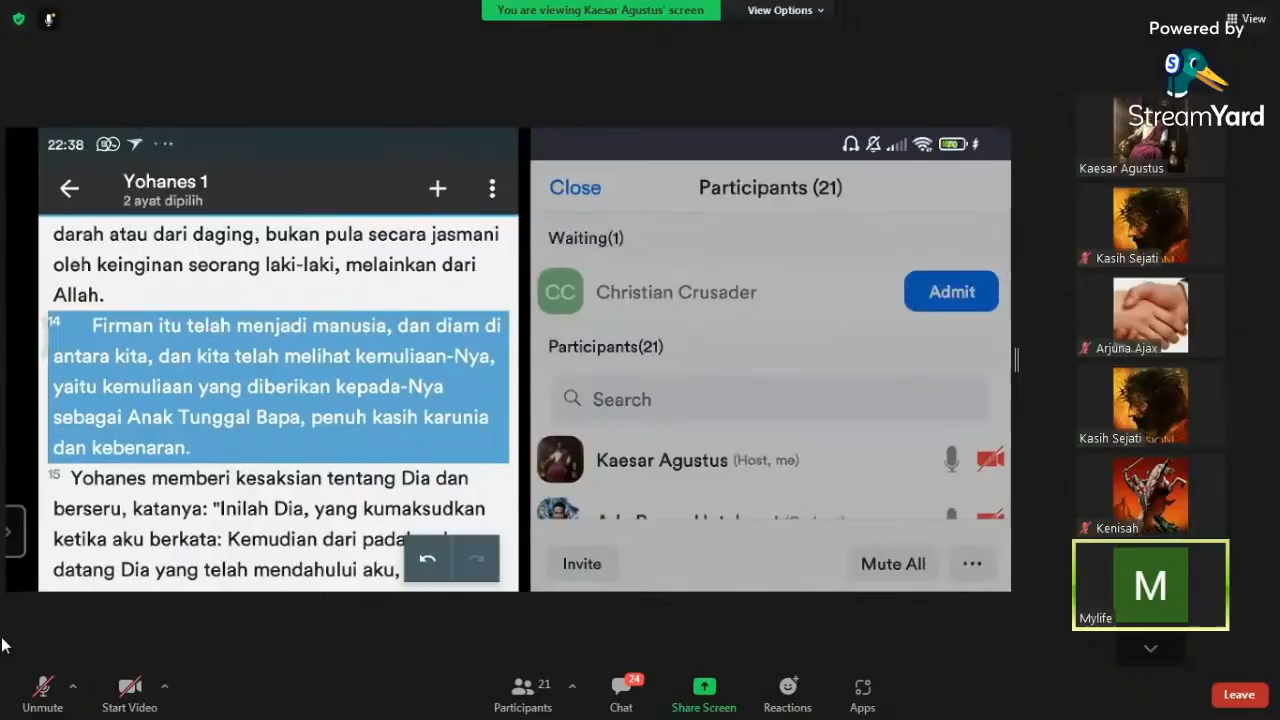 You are viewing Kaesar Agustus' screen
View Options
View
Powered by
S
StreamYard
22:38
Yohanes 1
2 ayat dipilih
darah atau dari daging, bukan pula secara jasmani
oleh keinginan seorang laki-laki, melainkan dari
Allah.
14 Firman itu telah menjadi manusia, dan diam di
antara kita, dan kita telah melihat kemuliaan-Nya,
yaitu kemuliaan yang diberikan kepada-Nya
sebagai Anak Tunggal Bapa, penuh kasih karunia
dan kebenaran.
15 Yohanes memberi kesaksian tentang Dia dan
berseru, katanya: "Inilah Dia, yang kumaksudkan
ketika aku berkata: Kemudian dari
datang Dia yang telah mendahului aku,
70
Close
Participants (21)
Waiting(1)
CC
Christian Crusader
Admit
Participants(21)
Search
Kaesar Agustus (Host, me)
Invite
Mute All
Kaesar Agustus
Kasih Sejati
Arjuna Ajax
Kasih Sejati
Kenisah
M
Mylife
Unmute
Start Video
21
Participants
24
Chat
Share Screen
Reactions
Apps
Leave